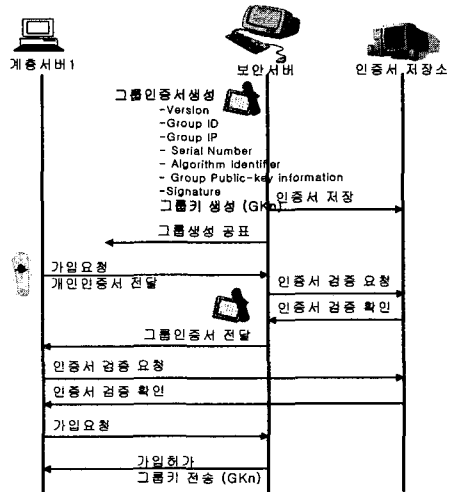 계층서버1
보안서버
인증서 저장소
그룹인증서생성
-Version
-Group ID
-Group IP
- Serial Number
- Algorithm Identifier
- Group Public-key information
-Signature
그룹키 생성 (GKn)
인증서 저장
그룹생성 공표
가입요청
개인인증서 전달
인증서 검증 요청
인증서 검증 확인
그룹인증서 전달
인증서 검증 요청
인증서 검증 확인
가입요청
가입허가
그룹키 전송 (GKn)